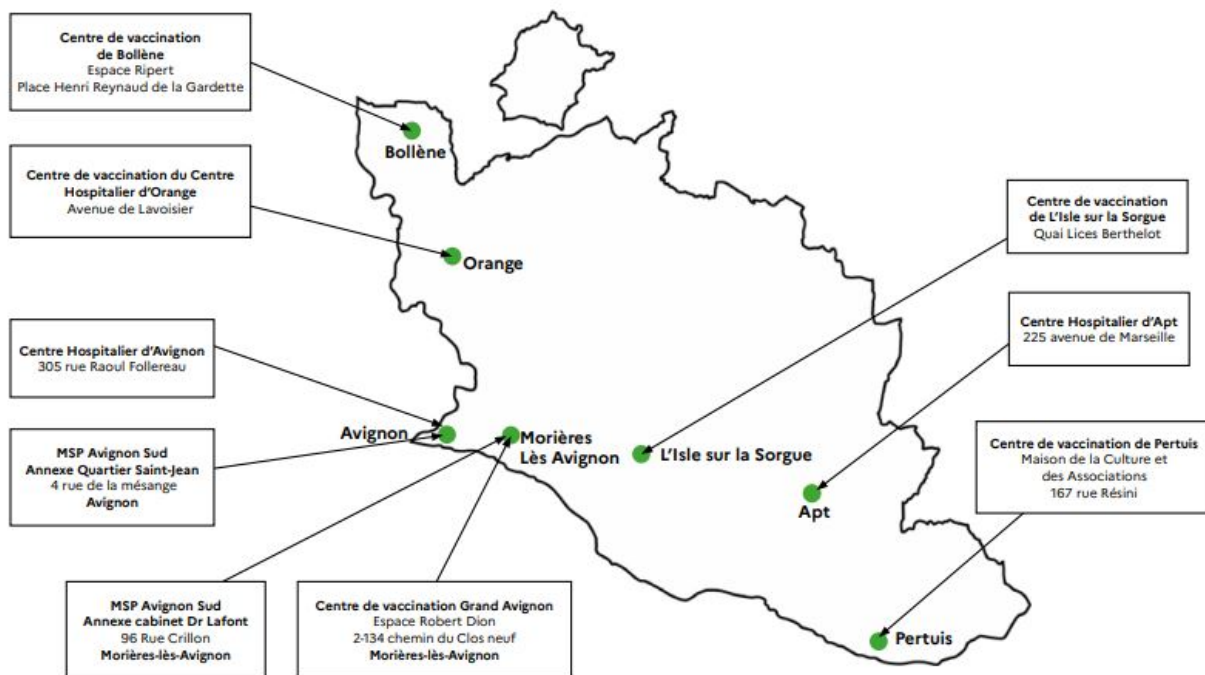 Centre de vaccination
de Bollène
Espace Ripert
Place Henri Reynaud de la Gardette
Bollène
Centre de vaccination du Centre
Hospitalier d'Orange
Avenue de Lavoisier
Orange
Centre de vaccination
de L'Isle sur la Sorgue
Quai Lices Berthelot
Centre Hospitalier d'Apt
225 avenue de Marseille
Centre Hospitalier d'Avignon
305 rue Raoul Follereau
Avignon
Morières
Lès Avignon
L'Isle sur la Sorgue
Apt
MSP Avignon Sud
Annexe Quartier Saint-Jean
4 rue de la mésange
Avignon
Centre de vaccination de Pertuis
Maison de la Culture et
des Associations
167 rue Résini
MSP Avignon Sud
Annexe cabinet Dr Lafont
96 Rue Crillon
Morières-lès-Avignon
Centre de vaccination Grand Avignon
Espace Robert Dion
2-134 chemin du Clos neuf
Morières-lès-Avignon
Pertuis